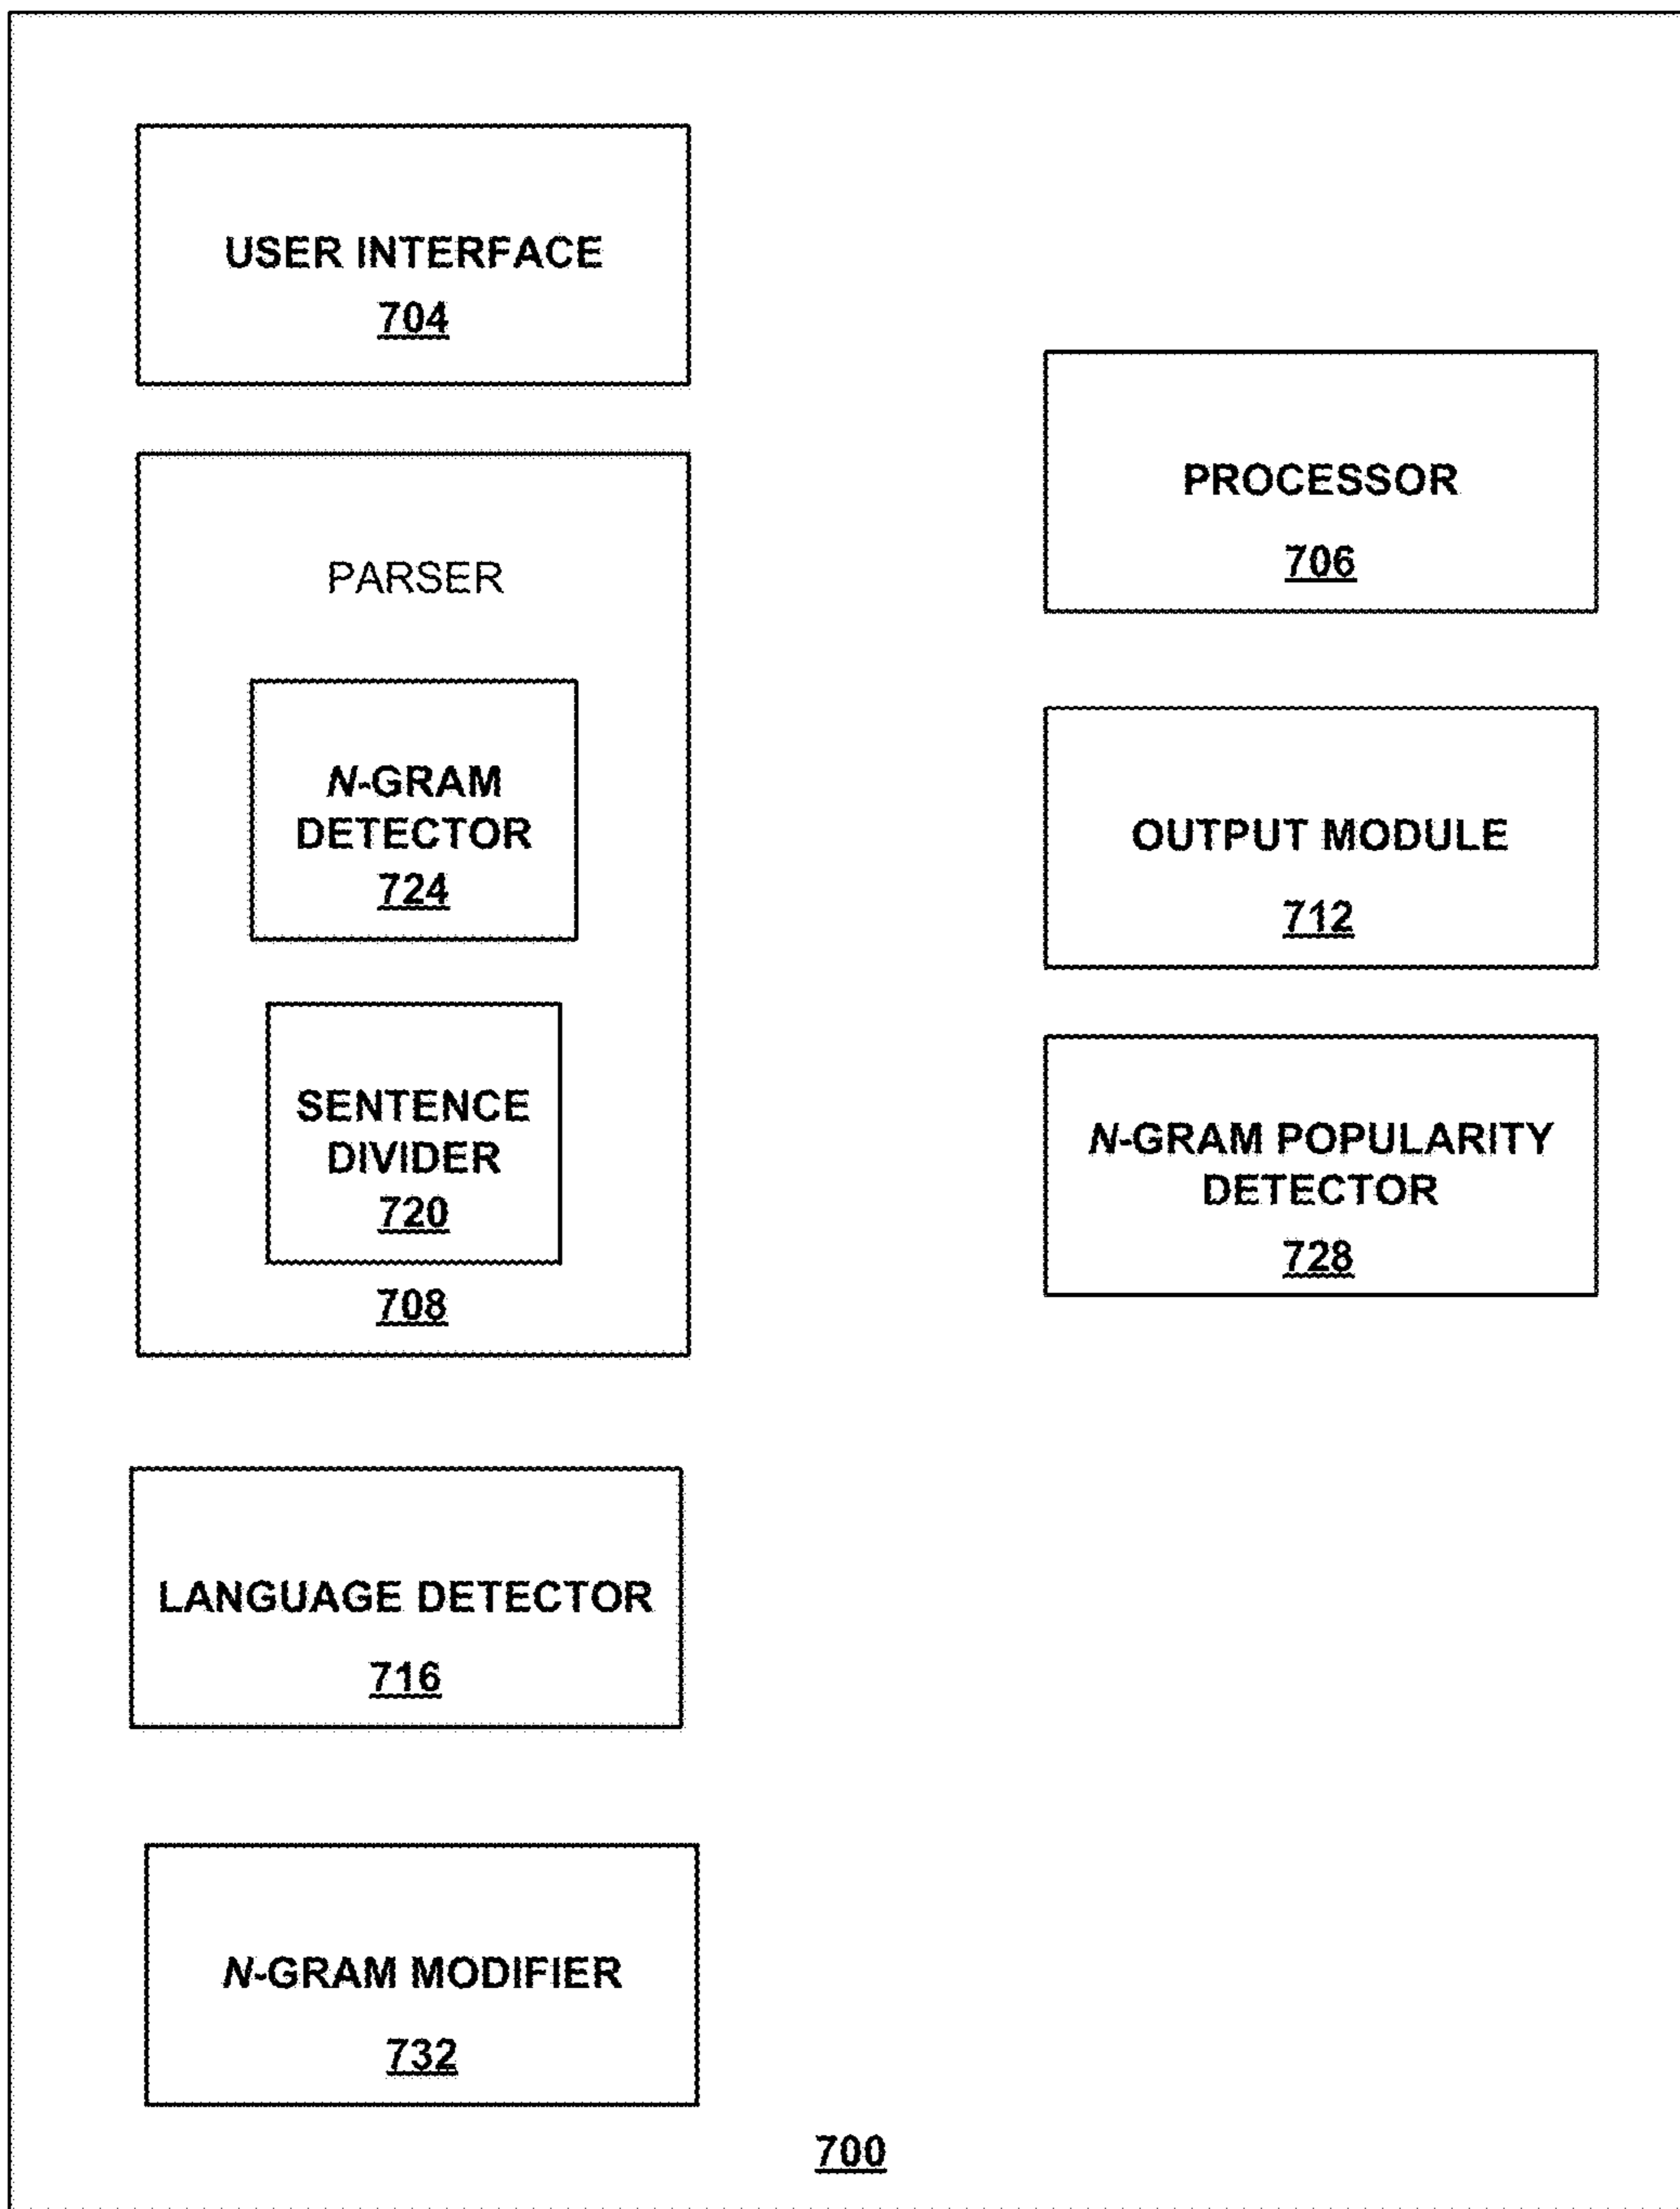 USER INTERFACE
704
PARSER
N-GRAM
DETECTOR
724
SENTENCE
DIVIDER
720
708
LANGUAGE DETECTOR
716
N-GRAM MODIFIER
732
PROCESSOR
706
OUTPUT MODULE
712
N-GRAM POPULARITY
DETECTOR
728
700